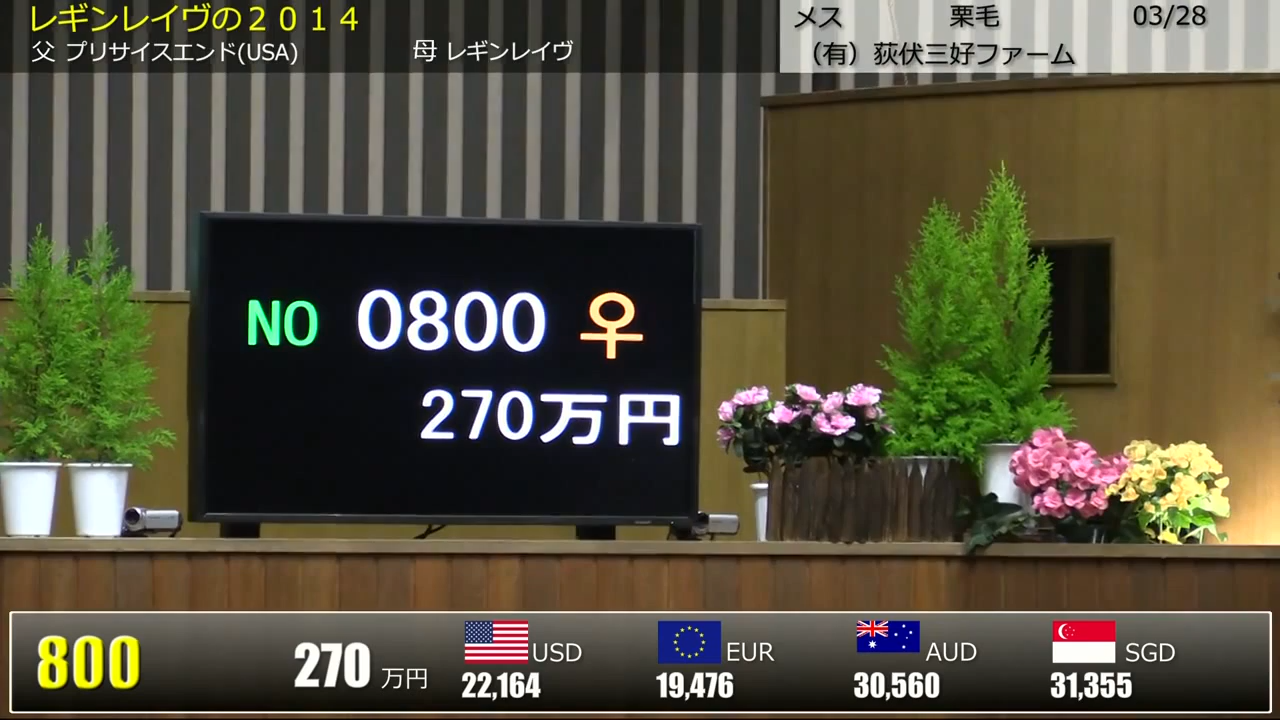 レギンレイヴの２０１４
父 プリサイスエンド(USA) 母 レギンレイヴ
メス 栗毛 03/28
（有）荻伏三好ファーム
NO 0800 ♀
270万円
800 270 万円 USD 22,164 EUR 19,476 AUD 30,560 SGD 31,355